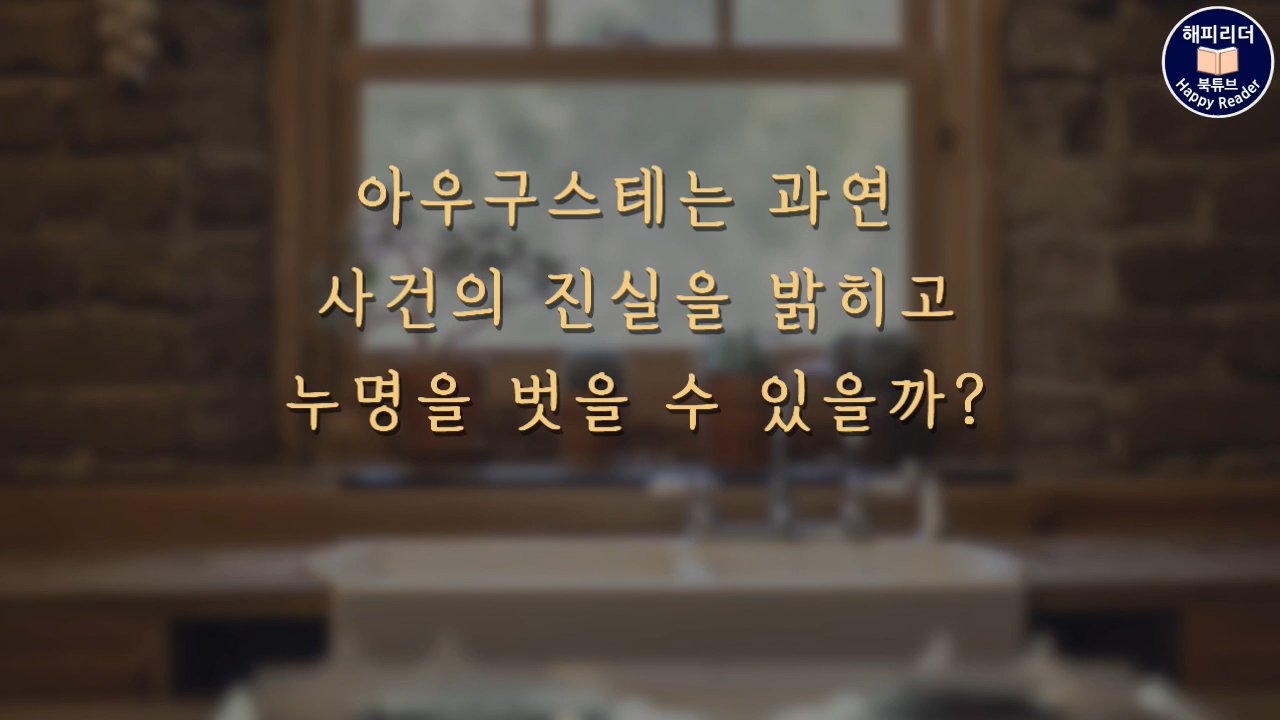 해피리더
북튜브
Happy Reader
아우구스테는 과연
사건의 진실을 밝히고
누명을 벗을 수 있을까?